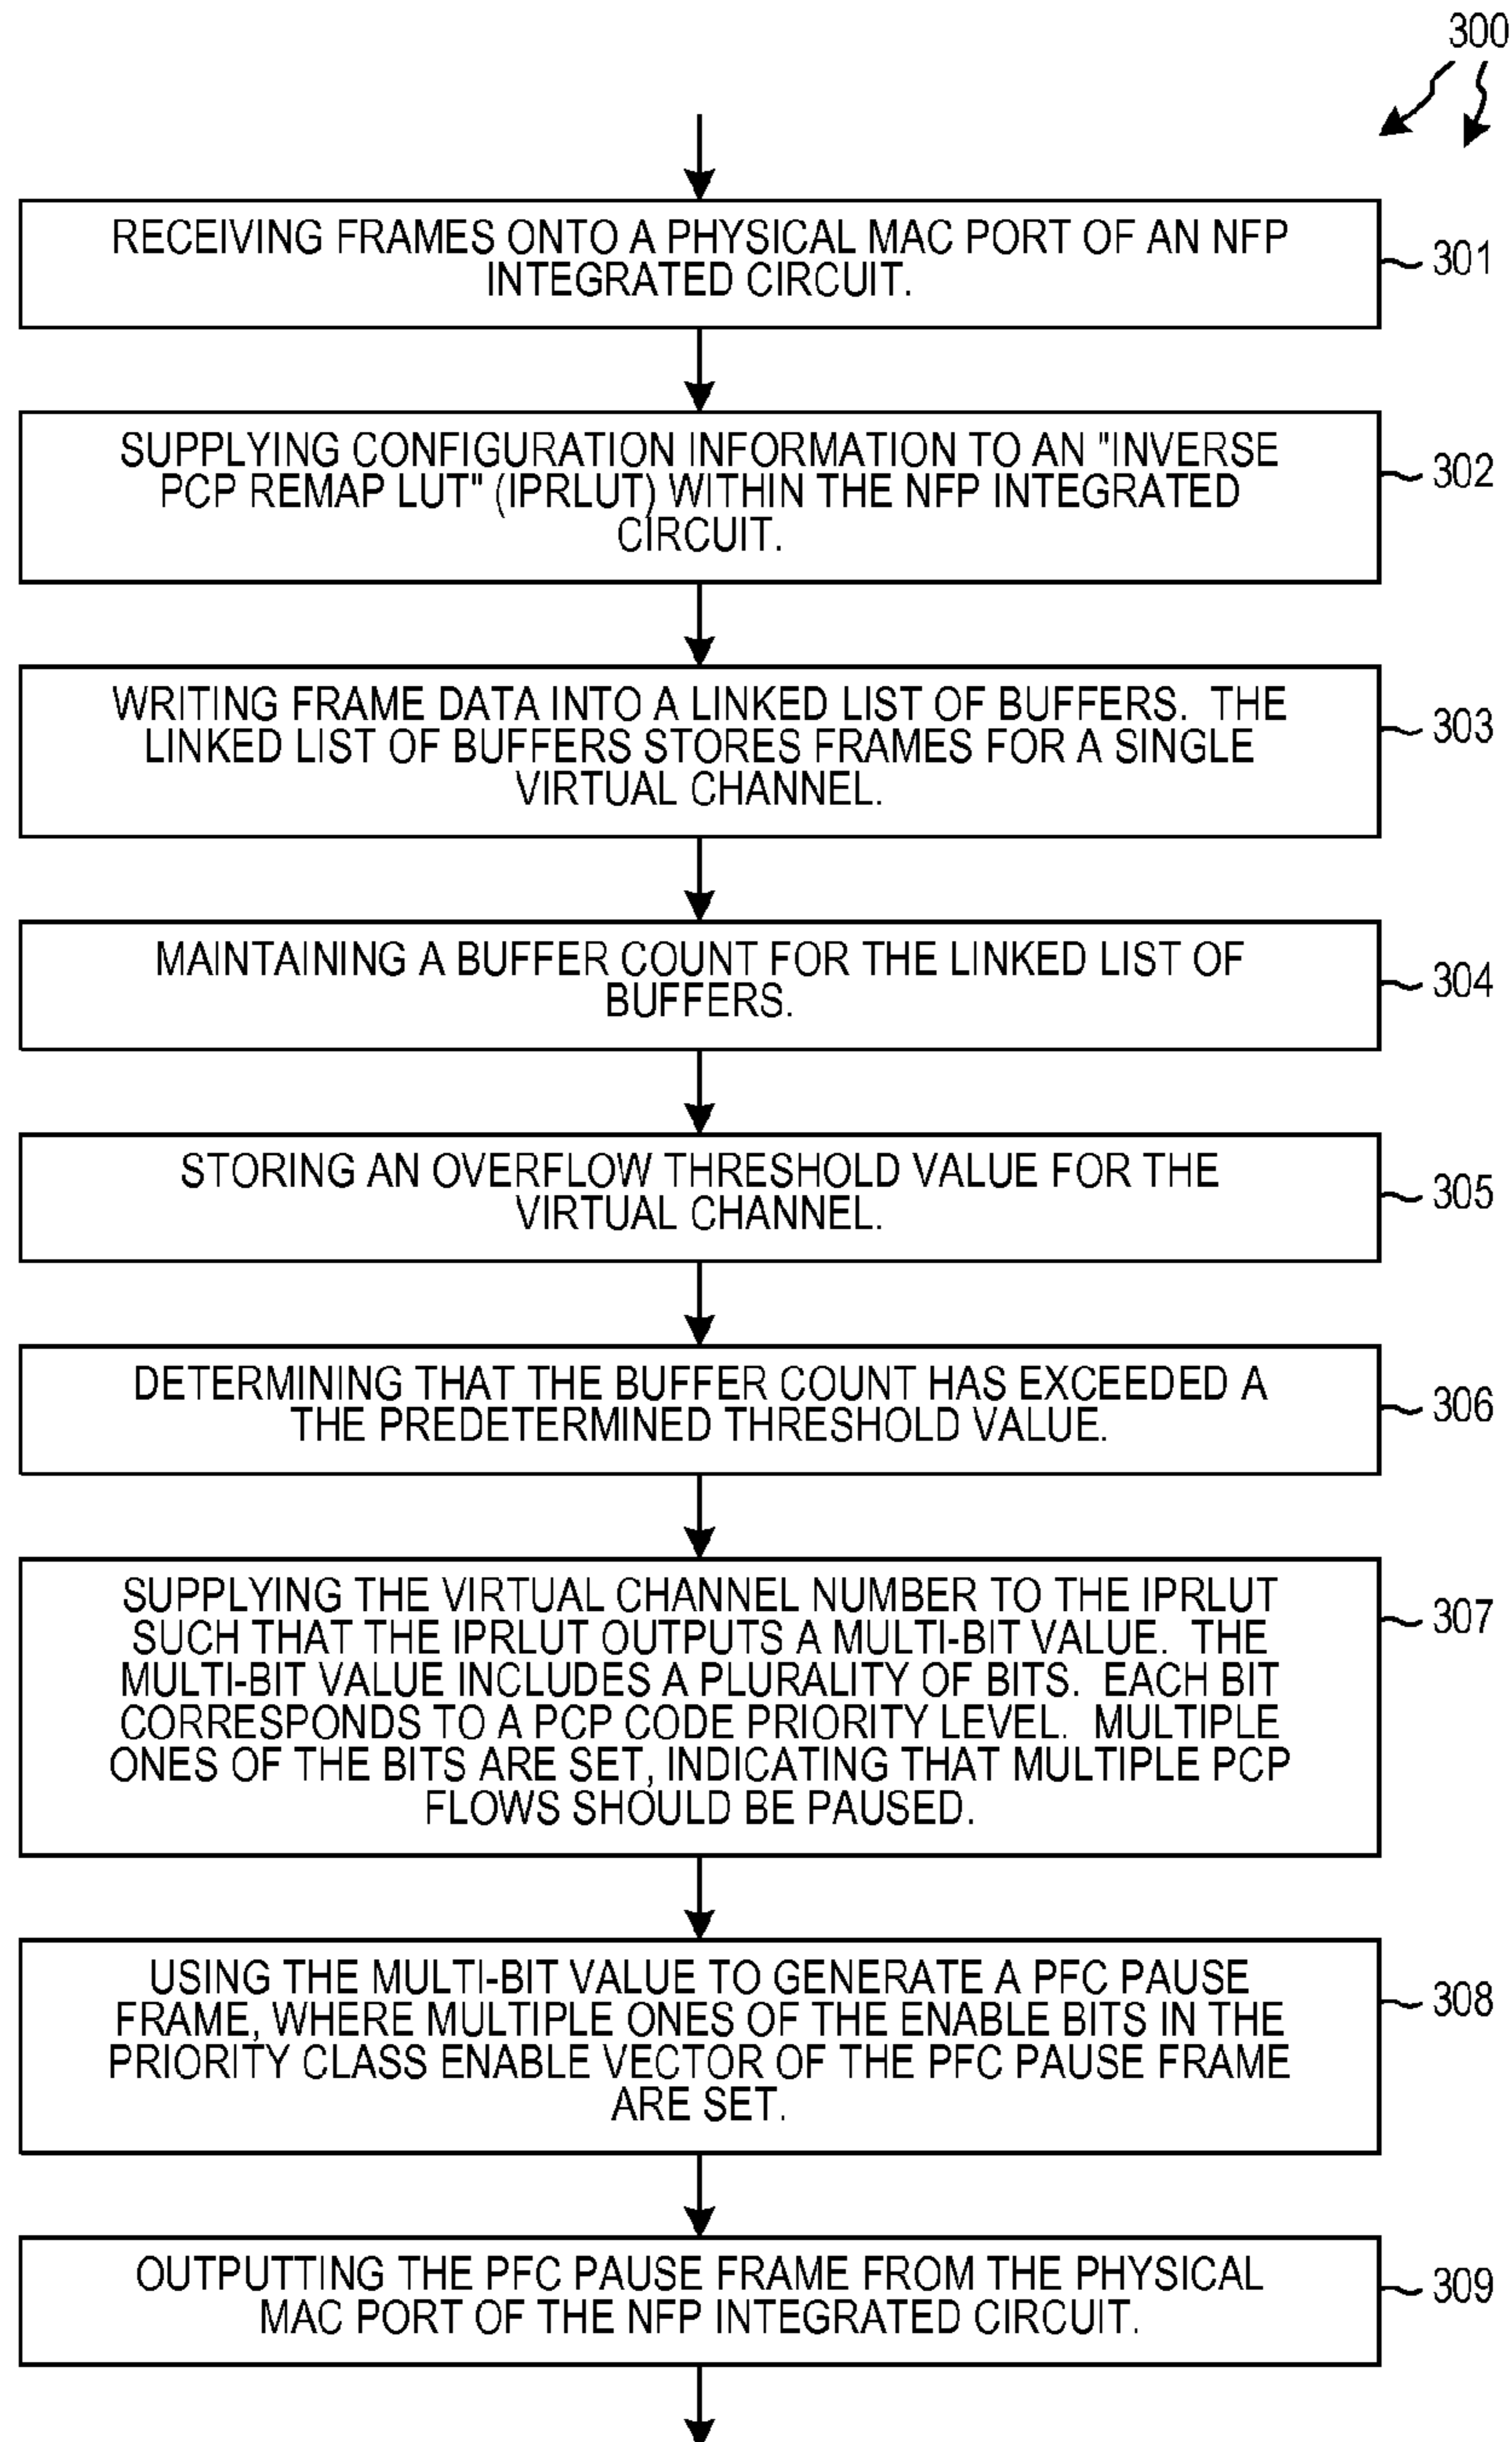 300
RECEIVING FRAMES ONTO A PHYSICAL MAC PORT OF AN NFP
INTEGRATED CIRCUIT.
301
SUPPLYING CONFIGURATION INFORMATION TO AN "INVERSE
PCP REMAP LUT" (IPRLUT) WITHIN THE NFP INTEGRATED
CIRCUIT.
302
WRITING FRAME DATA INTO A LINKED LIST OF BUFFERS.  THE
LINKED LIST OF BUFFERS STORES FRAMES FOR A SINGLE
VIRTUAL CHANNEL.
303
MAINTAINING A BUFFER COUNT FOR THE LINKED LIST OF
BUFFERS.
304
STORING AN OVERFLOW THRESHOLD VALUE FOR THE
VIRTUAL CHANNEL.
305
DETERMINING THAT THE BUFFER COUNT HAS EXCEEDED A
THE PREDETERMINED THRESHOLD VALUE.
306
SUPPLYING THE VIRTUAL CHANNEL NUMBER TO THE IPRLUT
SUCH THAT THE IPRLUT OUTPUTS A MULTI-BIT VALUE.  THE
MULTI-BIT VALUE INCLUDES A PLURALITY OF BITS.  EACH BIT
CORRESPONDS TO A PCP CODE PRIORITY LEVEL.  MULTIPLE
ONES OF THE BITS ARE SET, INDICATING THAT MULTIPLE PCP
FLOWS SHOULD BE PAUSED.
307
USING THE MULTI-BIT VALUE TO GENERATE A PFC PAUSE
FRAME, WHERE MULTIPLE ONES OF THE ENABLE BITS IN THE
PRIORITY CLASS ENABLE VECTOR OF THE PFC PAUSE FRAME
ARE SET.
308
OUTPUTTING THE PFC PAUSE FRAME FROM THE PHYSICAL
MAC PORT OF THE NFP INTEGRATED CIRCUIT.
309